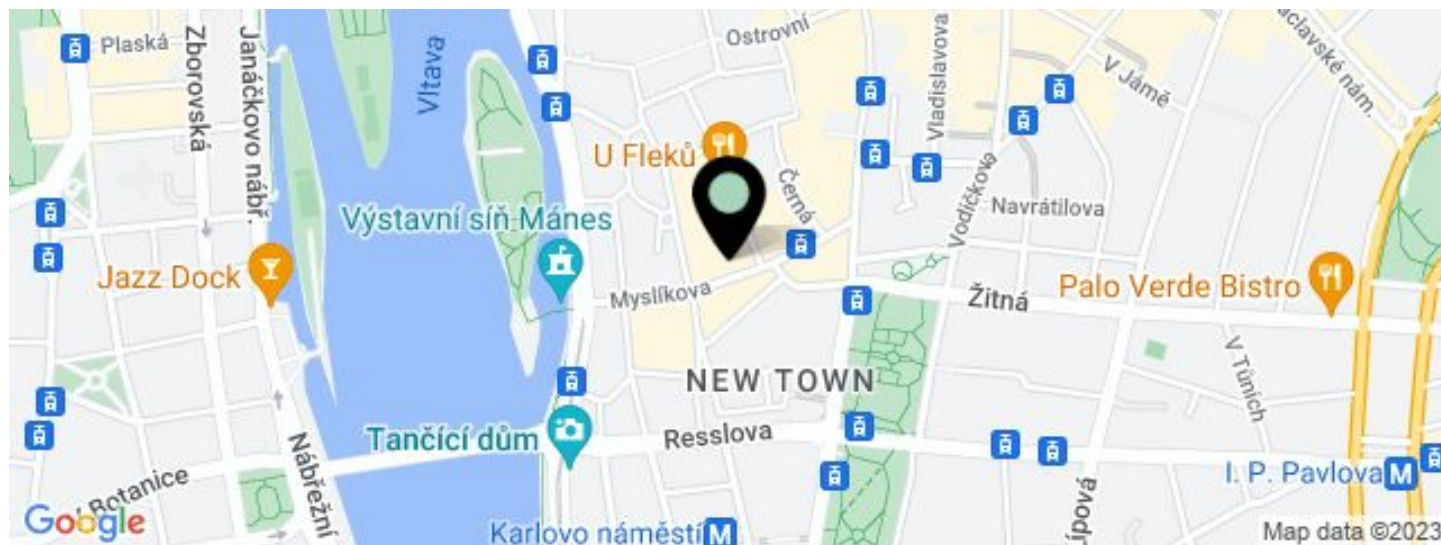 Plaská
Zborovská
Janáčkovo nábř.
Vltava
Ostrovní
Vladislavova
V Jámě
áclavské nám.
U Fleků
Černá
Vodičkova
Navrátilova
Výstavní síň Mánes
Jazz Dock
Myslíkova
Žitná
Palo Verde Bistro
V Tůních
NEW TOWN
Tančící dům
Resslova
Nábřežní
Botanice
I. P. Pavlova M
Lípová
Google
Karlovo náměstí M
Map data ©2023